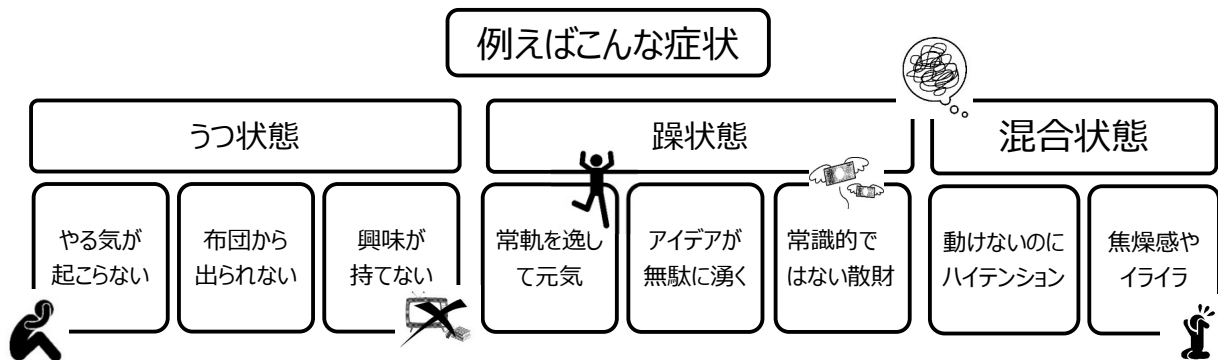 例えばこんな症状
うつ状態
躁状態
混合状態
やる気が
起こらない
布団から
出られない
興味が
持てない
常軌を逸し
て元気
アイデアが
無駄に湧く
常識的で
はない散財
動けないのに
ハイテンション
焦燥感や
イライラ